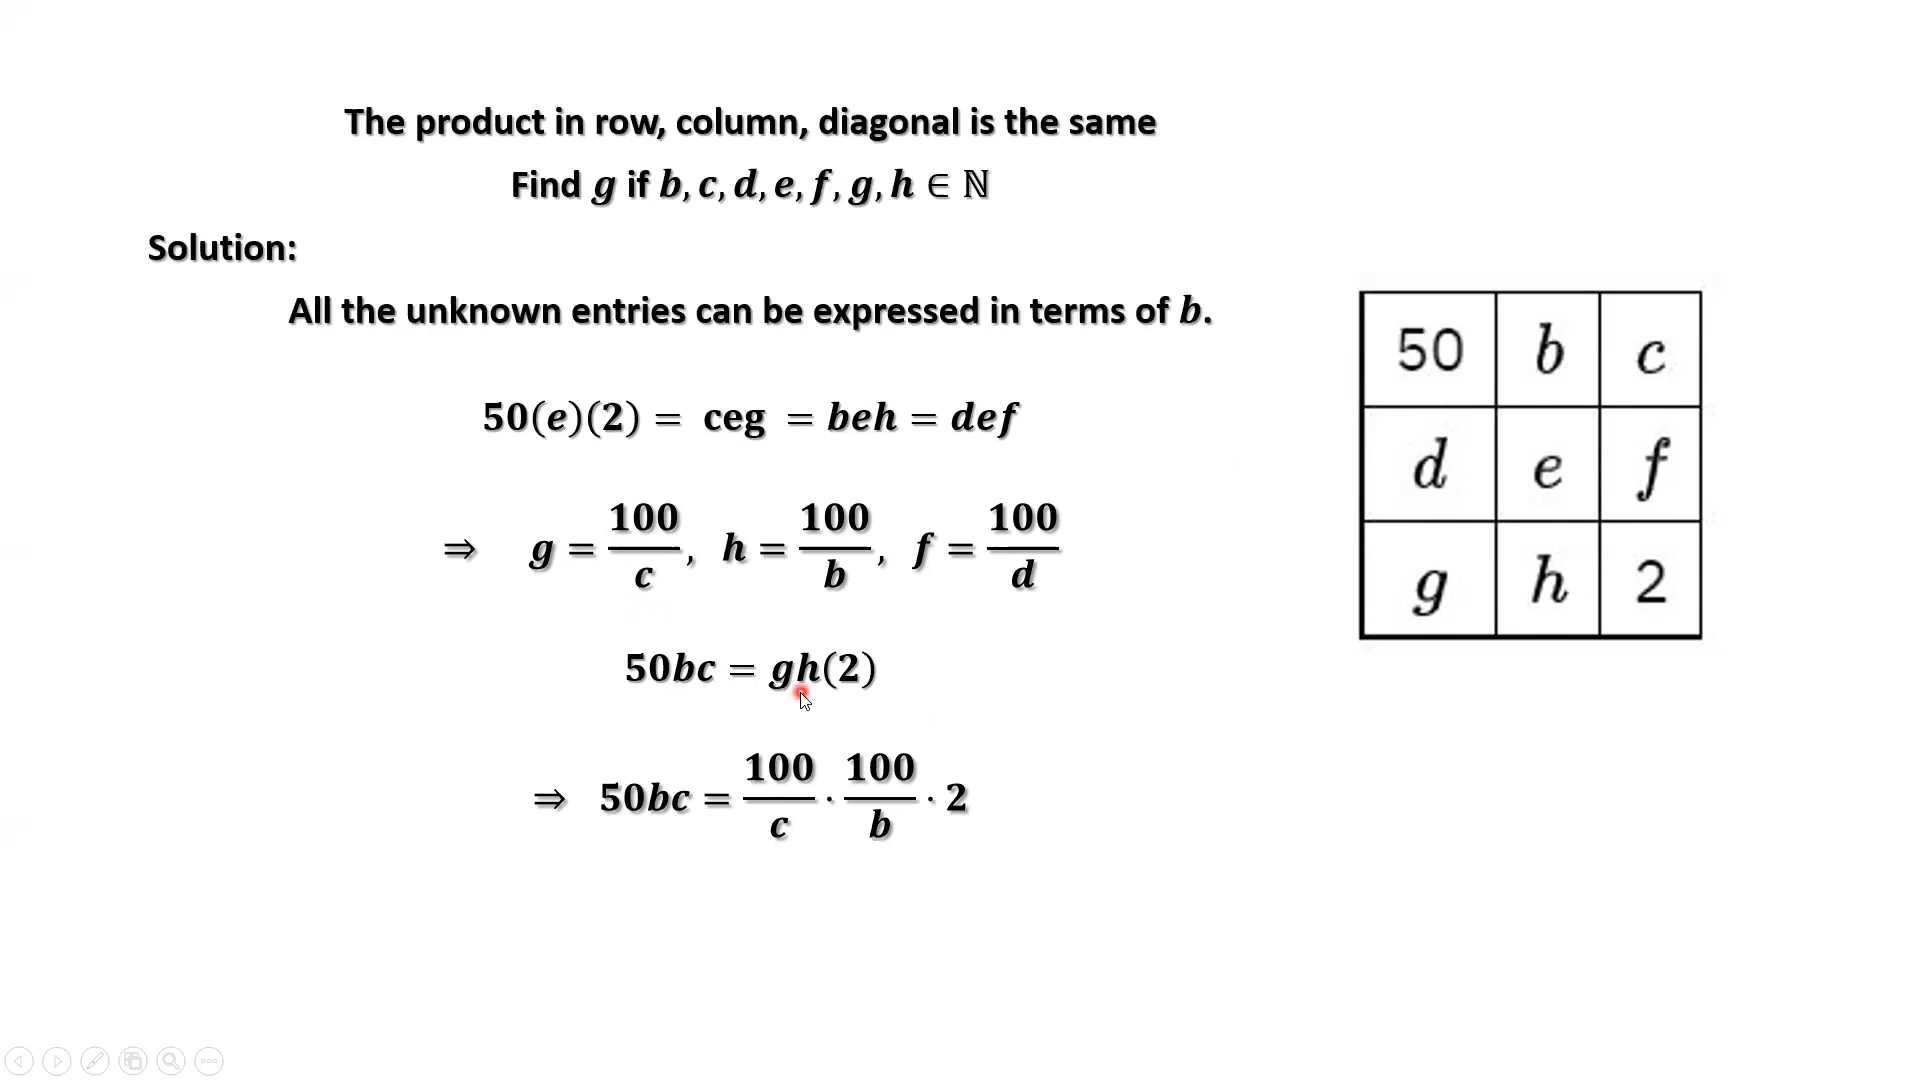 The product in row, column, diagonal is the same
Find g if b, c, d, e, f, g, h ∈ ℕ
Solution:
All the unknown entries can be expressed in terms of b.
50(e)(2) = ceg = beh = def
⇒ g = 100/c, h = 100/b, f = 100/d
50bc = gh(2)
⇒ 50bc = 100/c · 100/b · 2
50 b c
d e f
g h 2